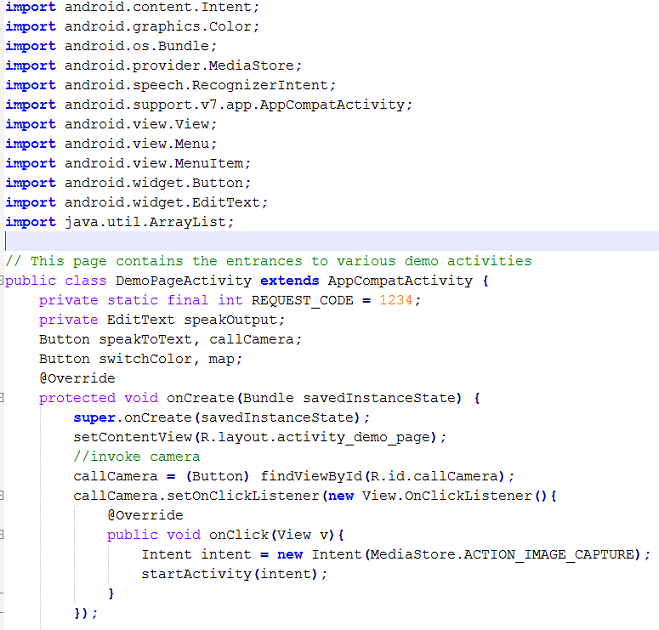 import android.content.Intent;
import android.graphics.Color;
import android.os.Bundle;
import android.provider.MediaStore;
import android.speech.RecognizerIntent;
import android.support.v7.app.AppCompatActivity;
import android.view.View;
import android.view.Menu;
import android.view.MenuItem;
import android.widget.Button;
import android.widget.EditText;
import java.util.ArrayList;

// This page contains the entrances to various demo activities
public class DemoPageActivity extends AppCompatActivity {
    private static final int REQUEST_CODE = 1234;
    private EditText speakOutput;
    Button speakToText, callCamera;
    Button switchColor, map;
    @Override
    protected void onCreate(Bundle savedInstanceState) {
        super.onCreate(savedInstanceState);
        setContentView(R.layout.activity_demo_page);
        //invoke camera
        callCamera = (Button) findViewById(R.id.callCamera);
        callCamera.setOnClickListener(new View.OnClickListener(){
            @Override
            public void onClick(View v){
                Intent intent = new Intent(MediaStore.ACTION_IMAGE_CAPTURE);
                startActivity(intent);
            }
        });